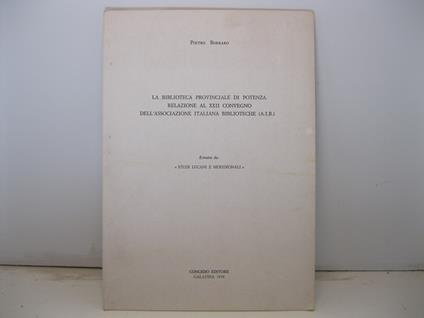 PIETRO BORRARO
LA BIBLIOTECA PROVINCIALE DI POTENZA
RELAZIONE AL XXII CONVEGNO
DELL'ASSOCIAZIONE ITALIANA BIBLIOTECHE (A.I.B.)
Estratto da:
« STUDI LUCANI E MERIDIONALI »
CONGEDO EDITORE
GALATINA